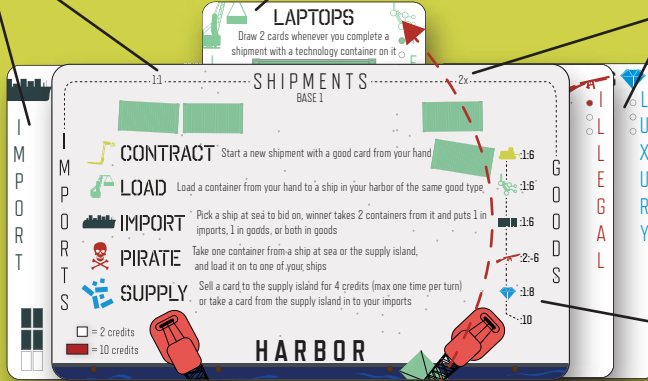 LAPTOPS
Draw 2 cards whenever you complete a
shipment with a technology container on it
1:1
SHIPMENTS
2x
BASE 1
IMPORT
IMPORTS
CONTRACT Start a new shipment with a good card from your hand
LOAD Load a container from your hand to a ship in your harbor of the same good type
IMPORT Pick a ship at sea to bid on, winner takes 2 containers from it and puts 1 in
imports, 1 in goods, or both in goods
PIRATE Take one container from a ship at sea or the supply island,
and load it on to one of your ships
SUPPLY Sell a card to the supply island for 4 credits (max one time per turn)
or take a card from the supply island in to your imports
:1:6
:1:6
:1:6
:2-6
:1:8
:10
GOODS
ILLEGAL
LUXURY
= 2 credits
= 10 credits
HARBOR